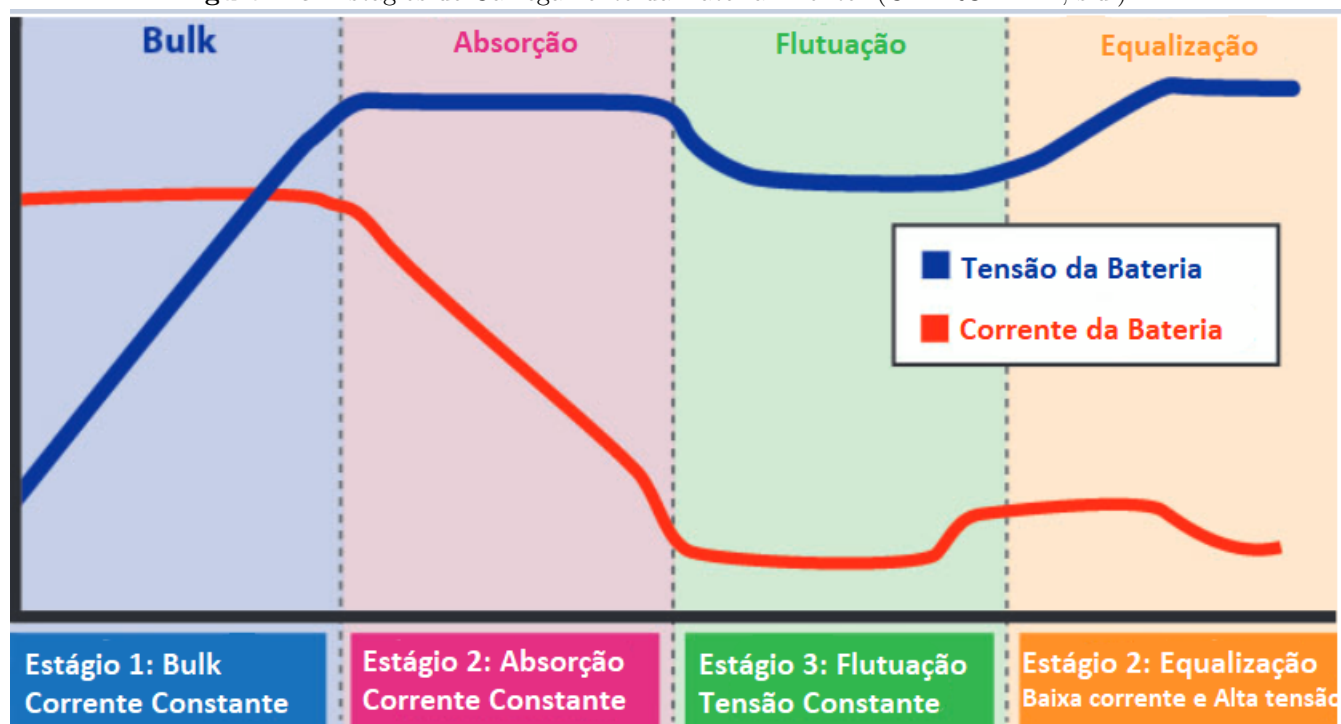 Bulk
Absorção
Flutuação
Equalização
Tensão da Bateria
Corrente da Bateria
Estágio 1: Bulk
Corrente Constante
Estágio 2: Absorção
Corrente Constante
Estágio 3: Flutuação
Tensão Constante
Estágio 2: Equalização
Baixa corrente e Alta tensão